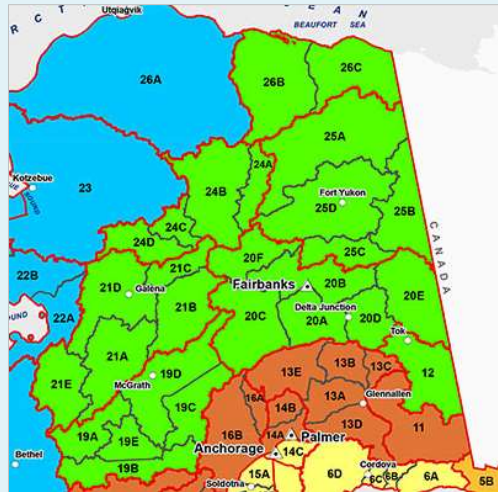 Utqiaġvik
R C T
E A N
BEAUFORT SEA
26A
26B
26C
25A
Kotzebue
23
24A
24B
Fort Yukon
25D
25B
SOUND
24C
24D
25C
CANADA
22B
21C
20F
Fairbanks
20B
21D
Galena
20E
22A
21B
20C
Delta Junction
20A
20D
Tok
21A
13B
13C
21E
McGrath
19D
13E
12
16A
13A
Glennallen
14B
19C
13D
11
19A
19E
16B
14A
Palmer
Bethel
Anchorage
14C
19B
Cordova
15A
6D
6C
6B
6A
5B
Soldotna